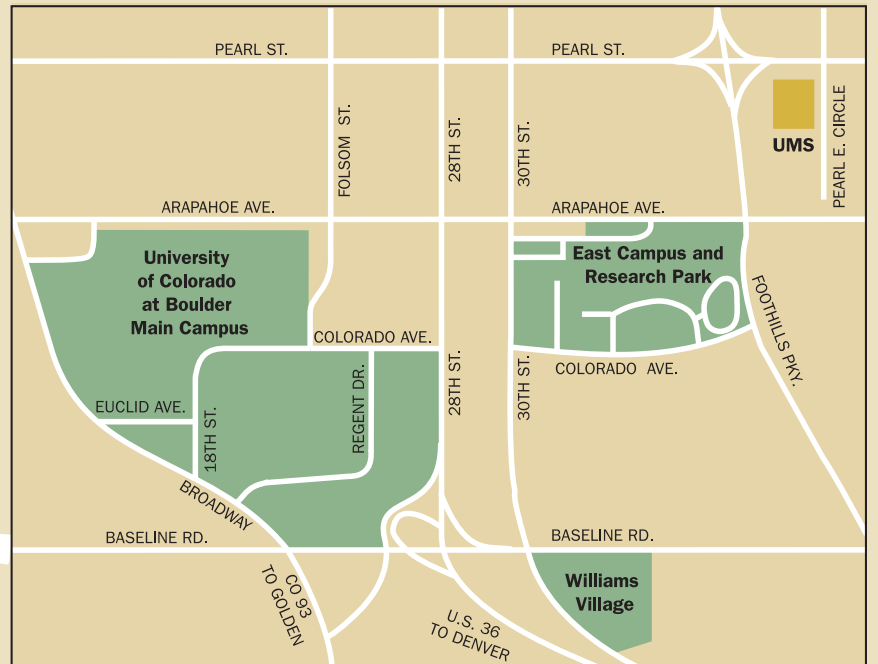 PEARL ST.
PEARL ST.
FOLSOM ST.
28TH ST.
30TH ST.
UMS
PEARL E. CIRCLE
ARAPAHOE AVE.
ARAPAHOE AVE.
University
of Colorado
at Boulder
Main Campus
East Campus and
Research Park
FOOTHILLS PKY.
COLORADO AVE.
COLORADO AVE.
REGENT DR.
28TH ST.
30TH ST.
EUCLID AVE.
18TH ST.
BROADWAY
BASELINE RD.
BASELINE RD.
CO 93
TO GOLDEN
U.S. 36
TO DENVER
Williams
Village